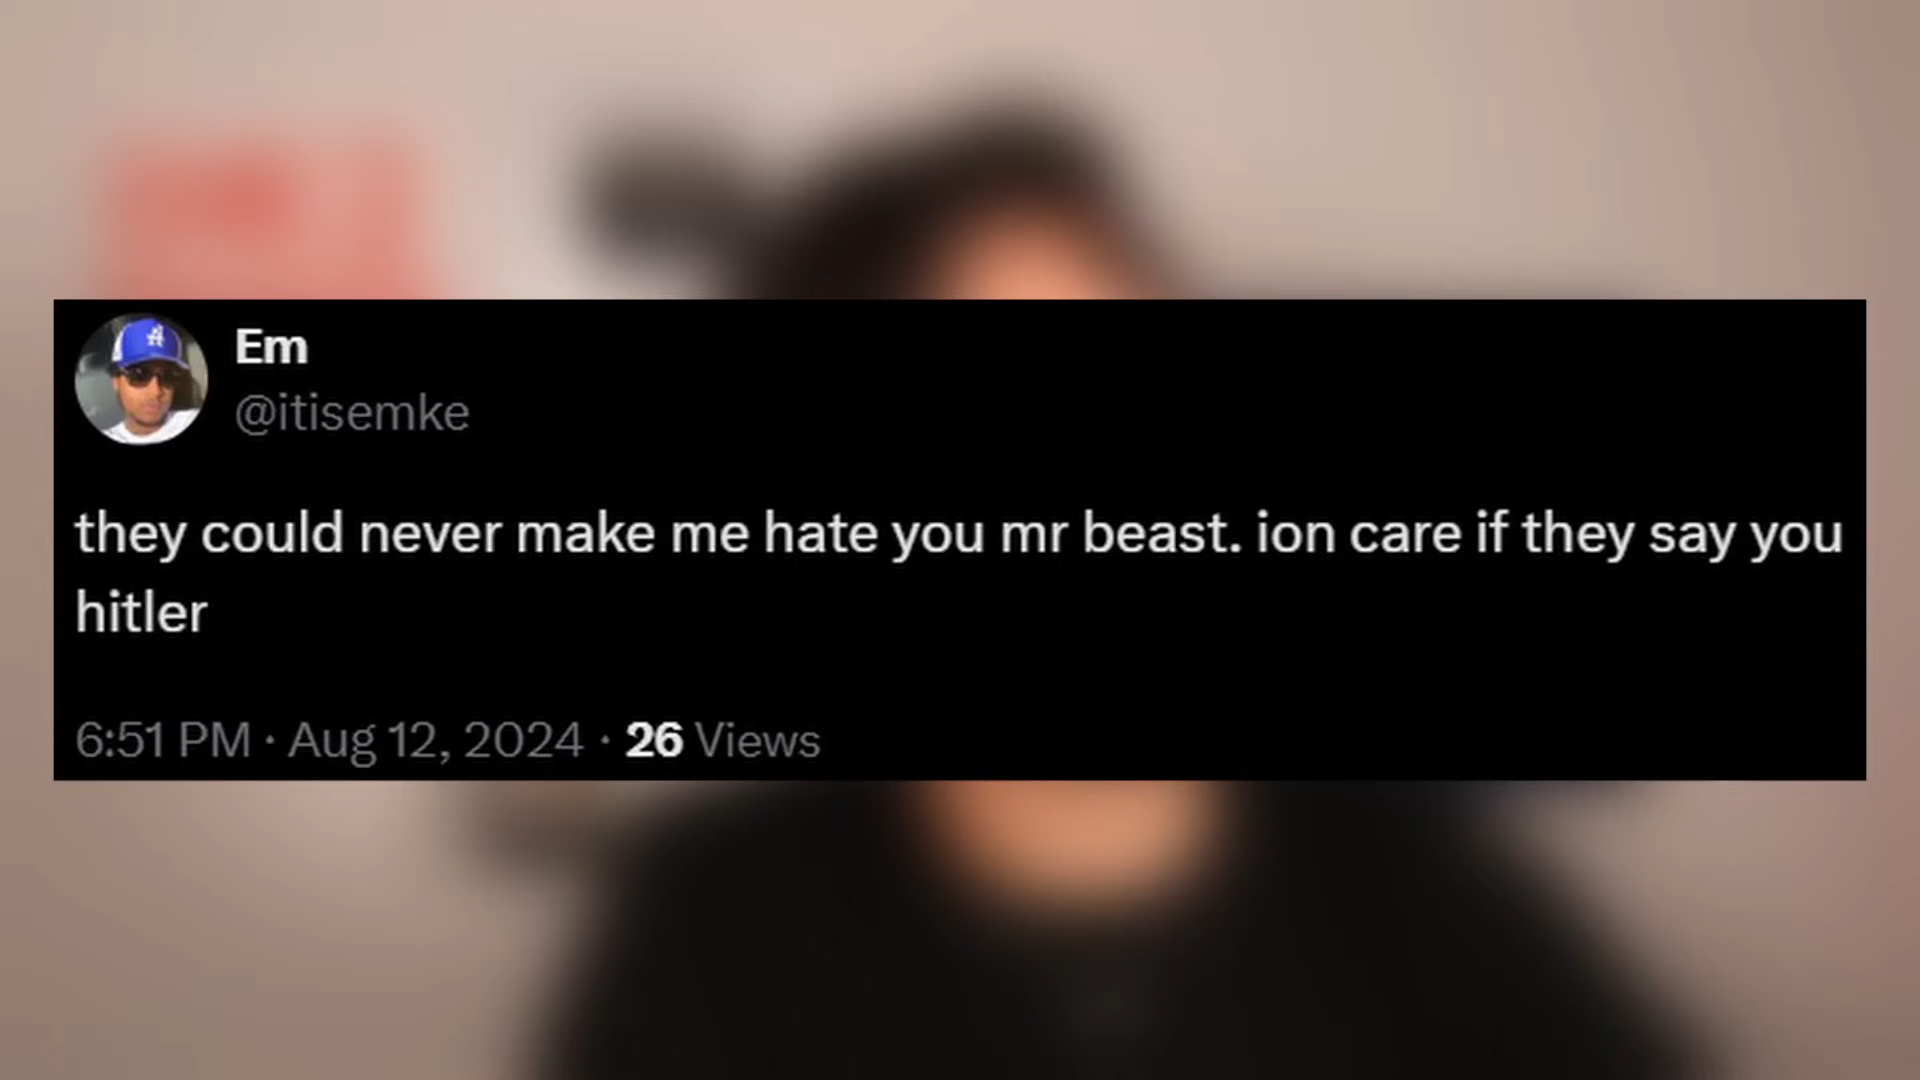 Em
@itisemke
they could never make me hate you mr beast. ion care if they say you
hitler
6:51 PM · Aug 12, 2024 · 26 Views